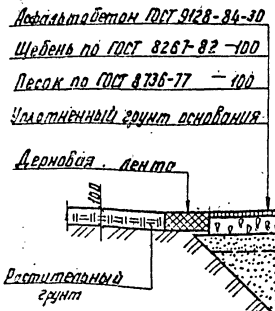 Асфальтобетон ГОСТ 9128-84-30
Щебень по ГОСТ 8267-82 -100
Песок по ГОСТ 8736-77 -100
Уплотненный грунт основания
Дерновая лента
100
Растительный
грунт